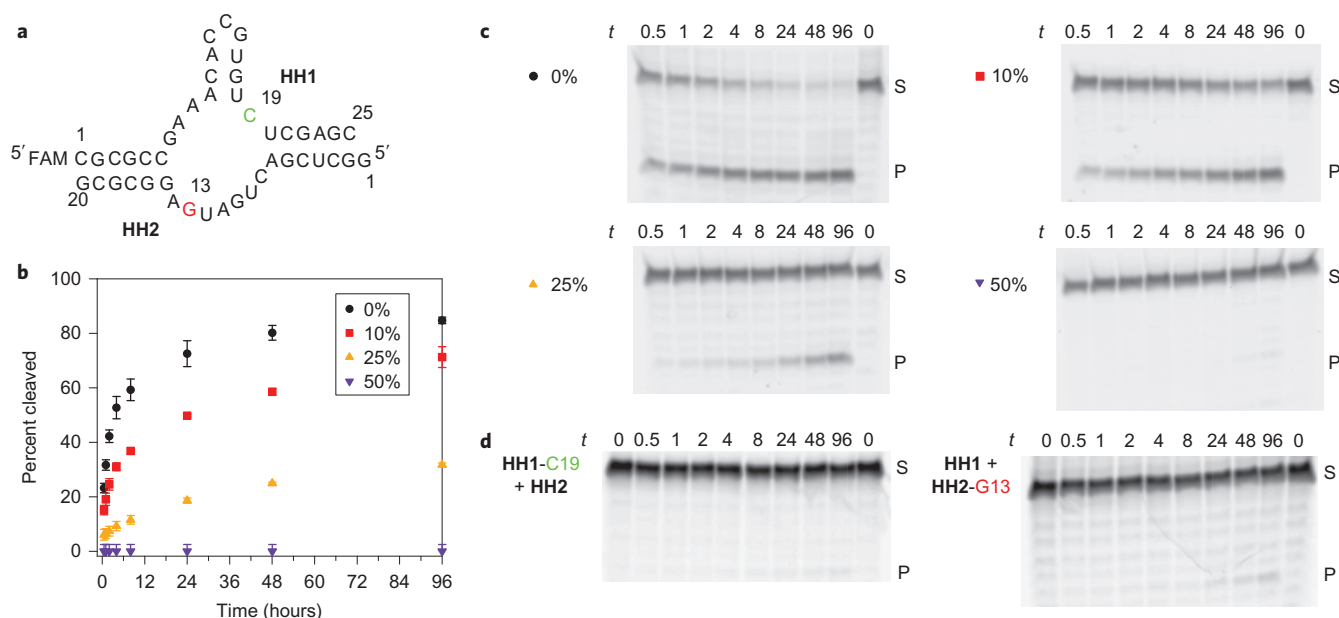 a
C
C G
A U
C G
A U
A HH1
C 19
A
A
G U C G A G C 25
5′ FAM C G C G C C
1
G C G C G G A G U A G U C A G C U C G G 5′
20 13 1
HH2
b
Percent cleaved
100
80
60
40
20
0
0%
10%
25%
50%
0 12 24 36 48 60 72 84 96
Time (hours)
c
t 0.5 1 2 4 8 24 48 96 0
0%
S
P
t 0.5 1 2 4 8 24 48 96 0
10%
S
P
t 0.5 1 2 4 8 24 48 96 0
25%
S
P
t 0.5 1 2 4 8 24 48 96 0
50%
S
P
d
t 0 0.5 1 2 4 8 24 48 96 0
HH1-C19
+ HH2
S
P
t 0 0.5 1 2 4 8 24 48 96 0
HH1 +
HH2-G13
S
P